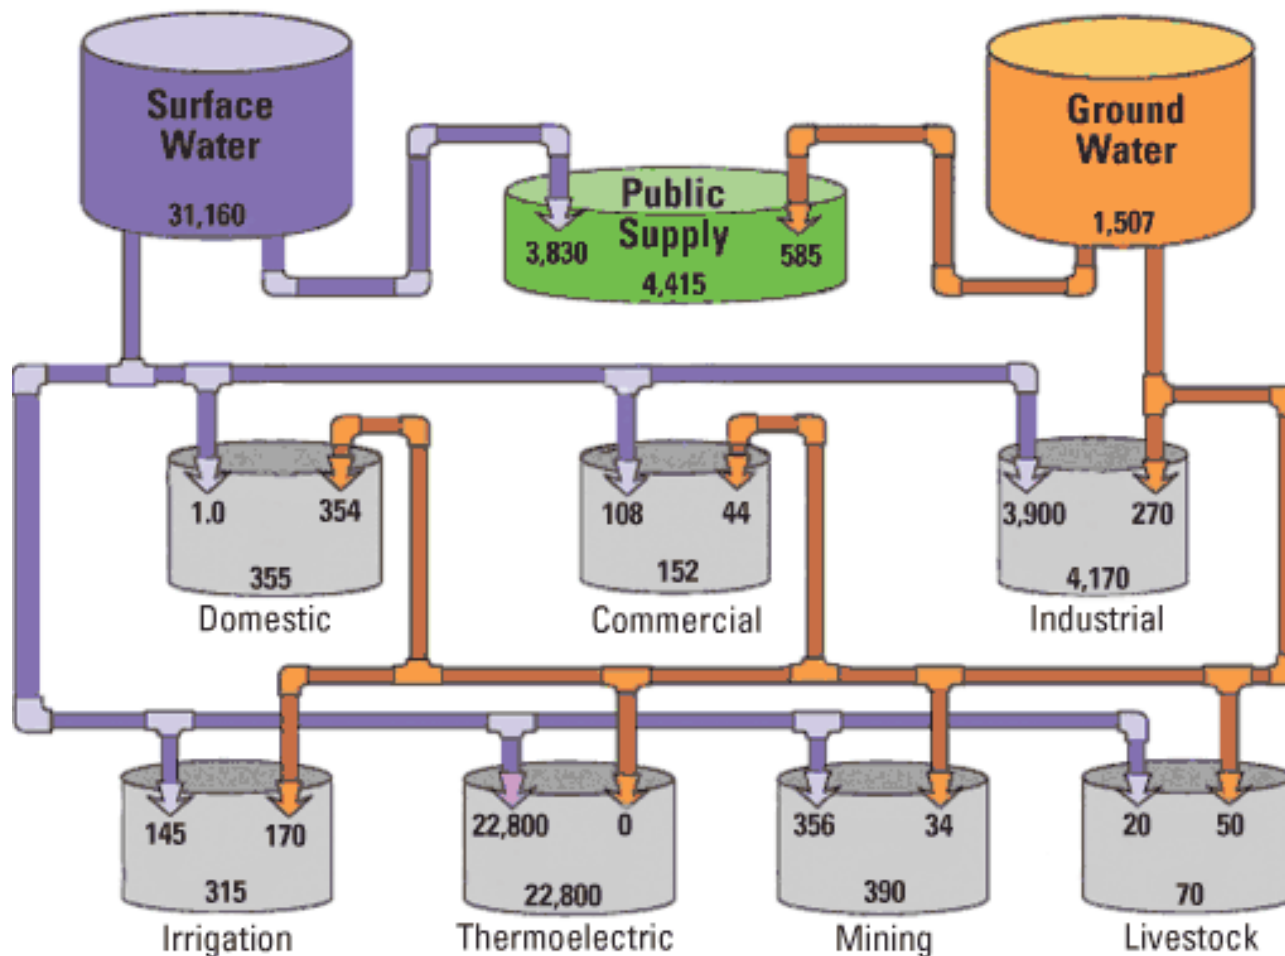 Surface
Water
31,160
Ground
Water
1,507
Public
Supply
3,830
585
4,415
1.0
354
355
Domestic
108
44
152
Commercial
3,900
270
4,170
Industrial
145
170
315
Irrigation
22,800
0
22,800
Thermoelectric
356
34
390
Mining
20
50
70
Livestock